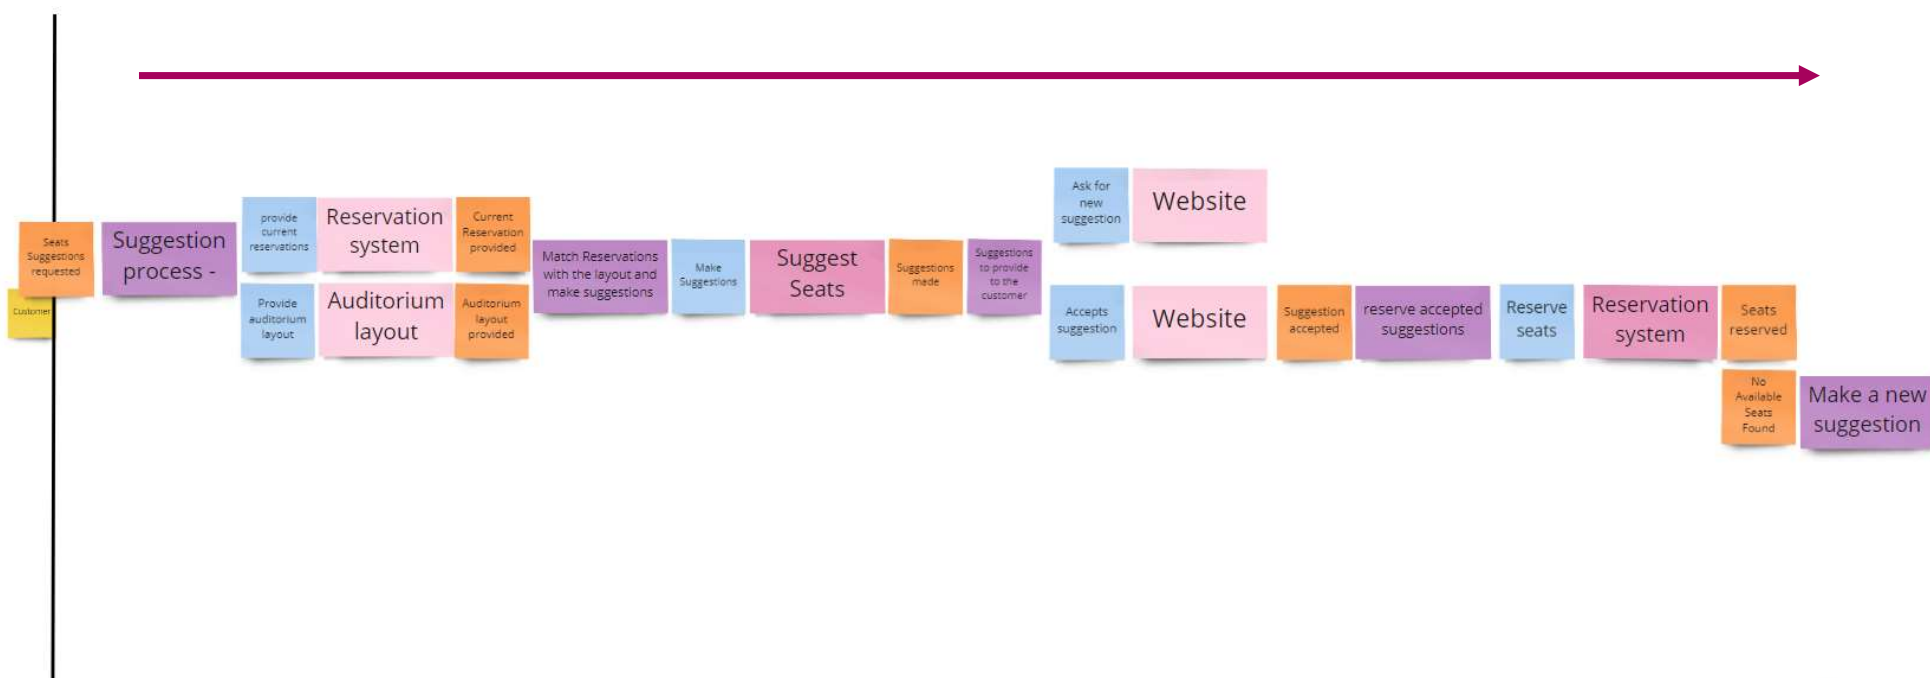 Seats
Suggestions
requested
Customer
Suggestion
process -
provide
current
reservations
Reservation
system
Current
Reservation
provided
Provide
auditorium
layout
Auditorium
layout
Auditorium
layout
provided
Match Reservations
with the layout and
make suggestions
Make
Suggestions
Suggest
Seats
Suggestions
made
Suggestions
to provide
to the
customer
Ask for
new
suggestion
Website
Accepts
suggestion
Website
Suggestion
accepted
reserve accepted
suggestions
Reserve
seats
Reservation
system
Seats
reserved
No
Available
Seats
Found
Make a new
suggestion